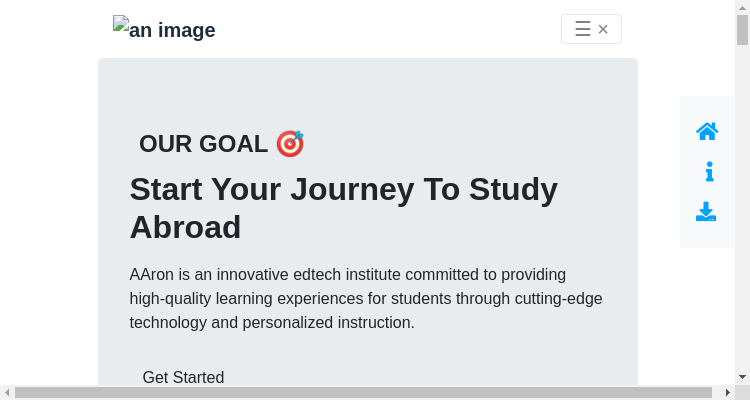 an image
☰ ×
OUR GOAL 🎯
Start Your Journey To Study
Abroad
AAron is an innovative edtech institute committed to providing
high-quality learning experiences for students through cutting-edge
technology and personalized instruction.
Get Started